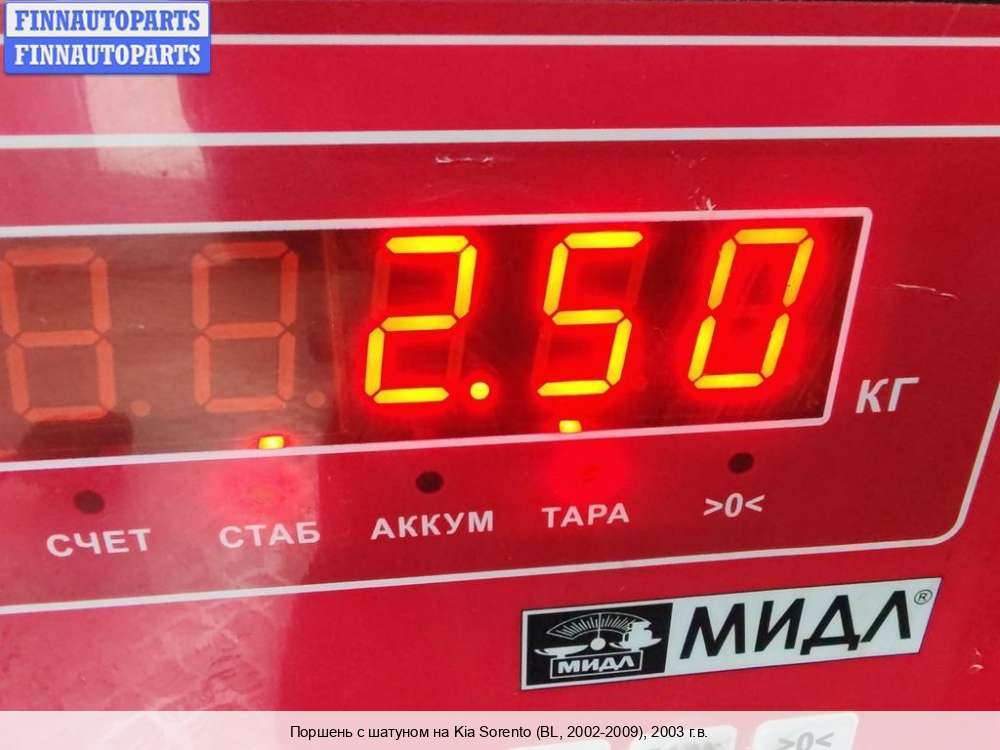 FINNAUTOPARTS
FINNAUTOPARTS
2.50
КГ
СЧЕТ СТАБ АККУМ ТАРА >0<
МИДЛ МИДЛ®
>0<
Поршень с шатуном на Kia Sorento (BL, 2002-2009), 2003 г.в.